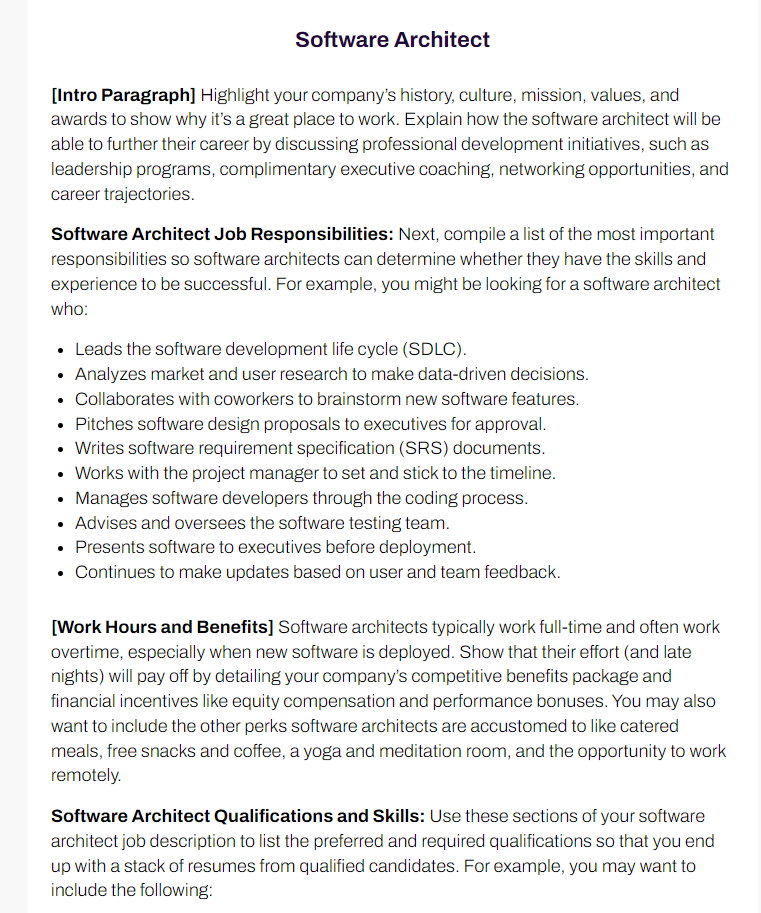 Software Architect
[Intro Paragraph] Highlight your company’s history, culture, mission, values, and
awards to show why it’s a great place to work. Explain how the software architect will be
able to further their career by discussing professional development initiatives, such as
leadership programs, complimentary executive coaching, networking opportunities, and
career trajectories.
Software Architect Job Responsibilities: Next, compile a list of the most important
responsibilities so software architects can determine whether they have the skills and
experience to be successful. For example, you might be looking for a software architect
who:
• Leads the software development life cycle (SDLC).
• Analyzes market and user research to make data-driven decisions.
• Collaborates with coworkers to brainstorm new software features.
• Pitches software design proposals to executives for approval.
• Writes software requirement specification (SRS) documents.
• Works with the project manager to set and stick to the timeline.
• Manages software developers through the coding process.
• Advises and oversees the software testing team.
• Presents software to executives before deployment.
• Continues to make updates based on user and team feedback.
[Work Hours and Benefits] Software architects typically work full-time and often work
overtime, especially when new software is deployed. Show that their effort (and late
nights) will pay off by detailing your company’s competitive benefits package and
financial incentives like equity compensation and performance bonuses. You may also
want to include the other perks software architects are accustomed to like catered
meals, free snacks and coffee, a yoga and meditation room, and the opportunity to work
remotely.
Software Architect Qualifications and Skills: Use these sections of your software
architect job description to list the preferred and required qualifications so that you end
up with a stack of resumes from qualified candidates. For example, you may want to
include the following: